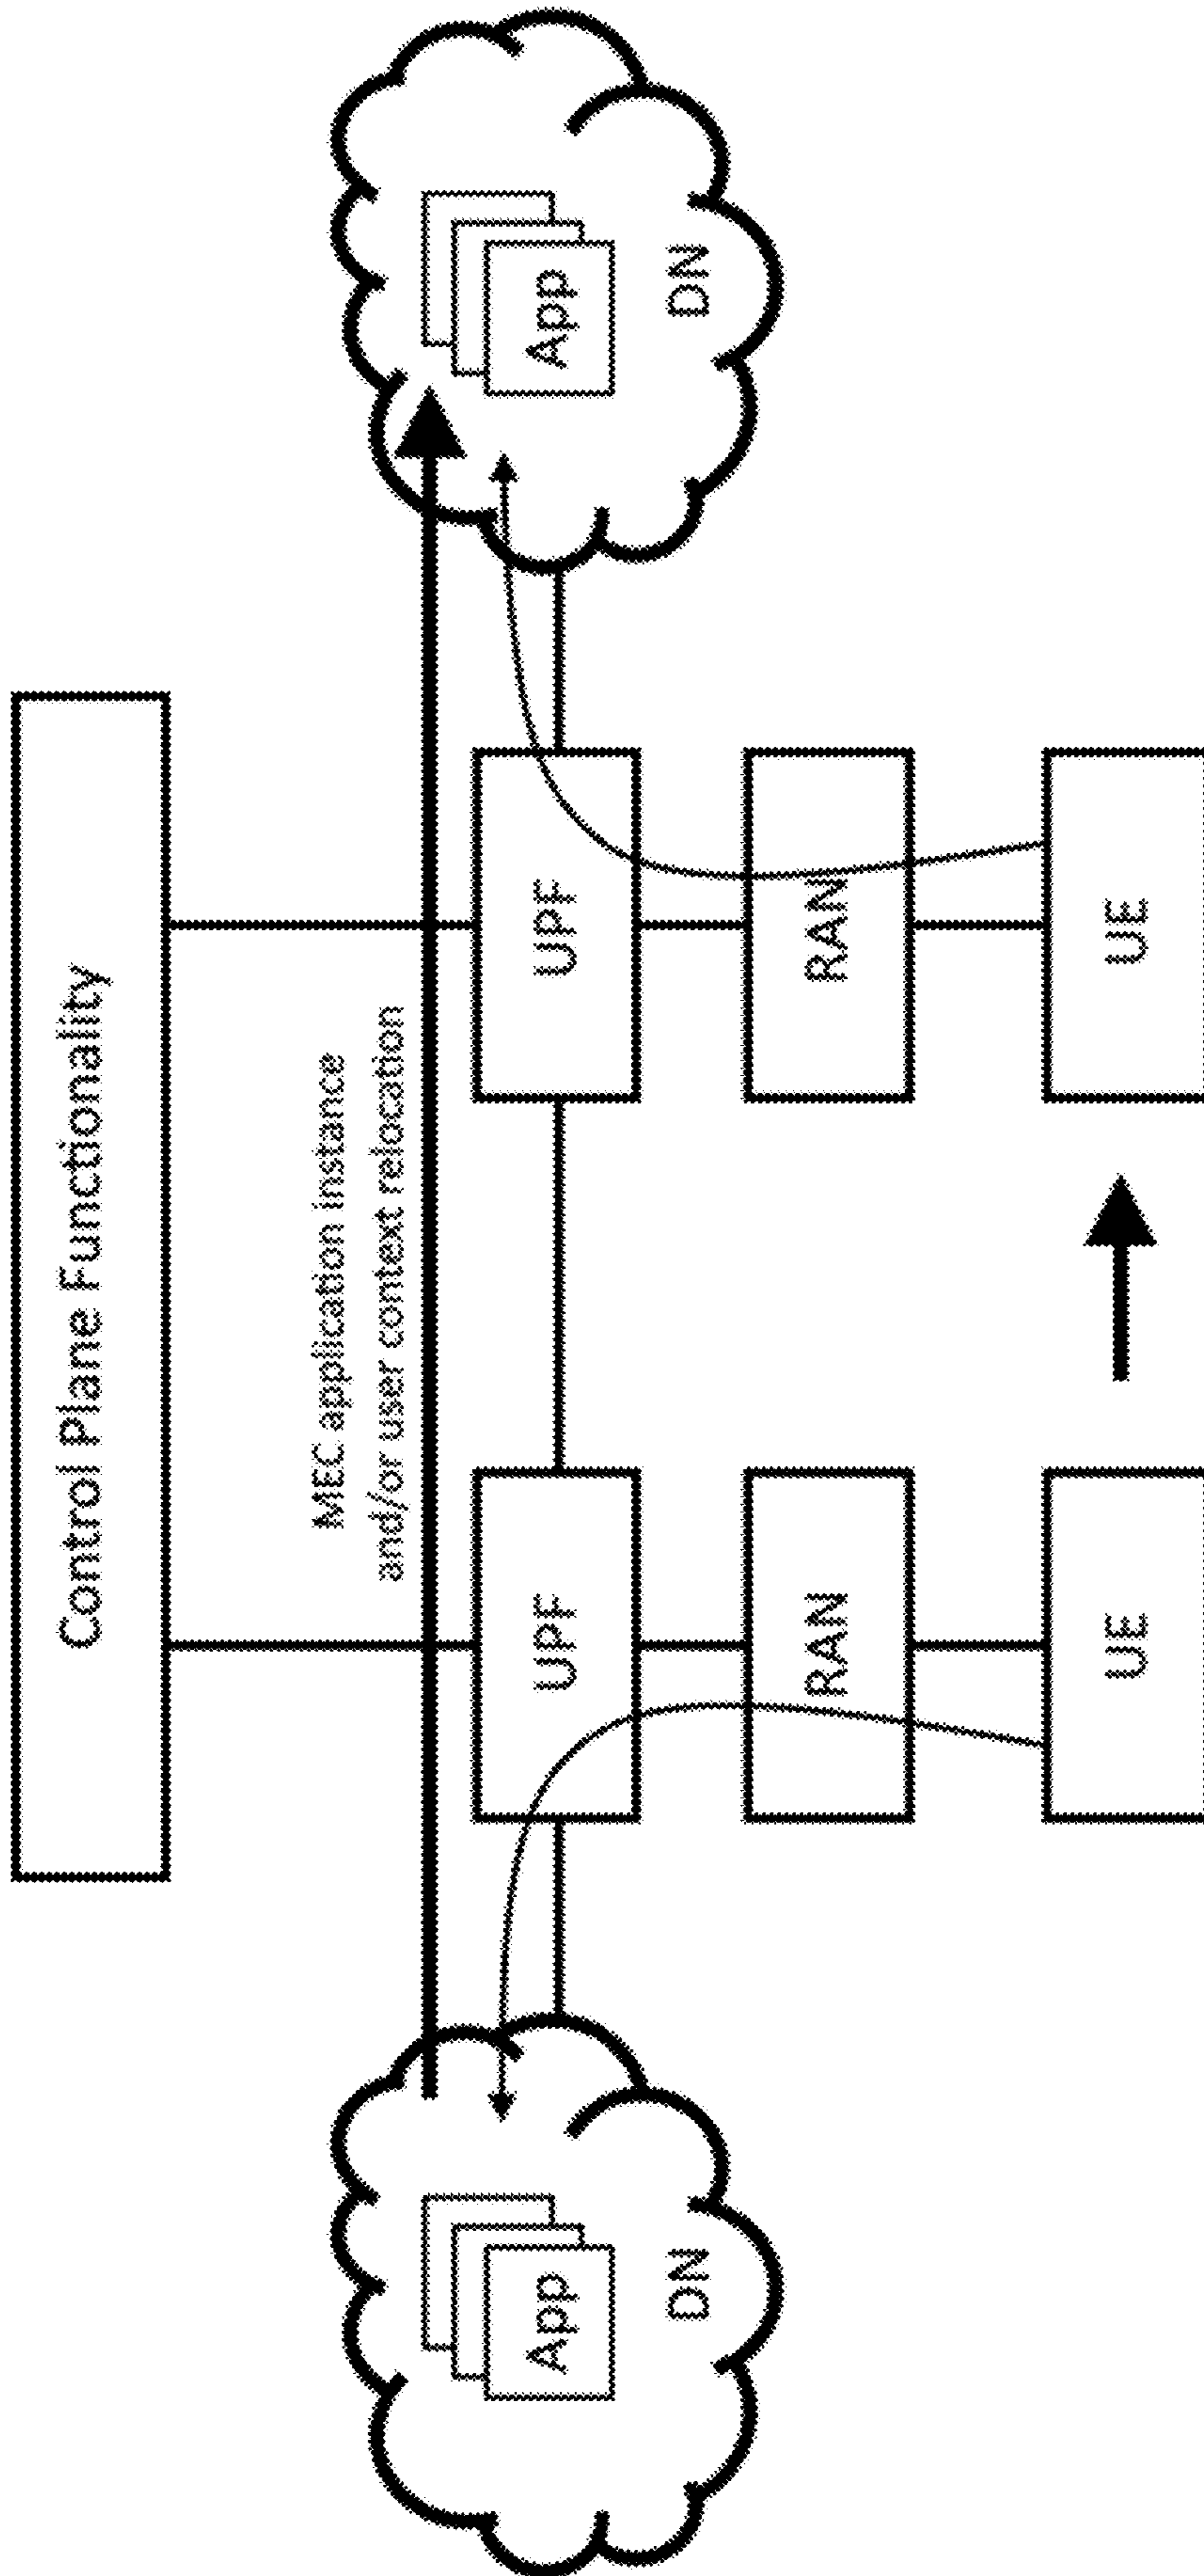 Control Plane Functionality
MEC application instance
and/or user context relocation
App
DN
UPF
UPF
App
DN
RAN
RAN
UE
UE